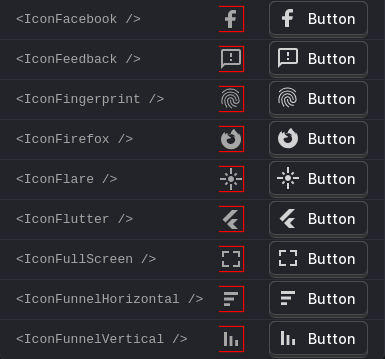 <IconFacebook /> Button
<IconFeedback /> Button
<IconFingerprint /> Button
<IconFirefox /> Button
<IconFlare /> Button
<IconFlutter /> Button
<IconFullScreen /> Button
<IconFunnelHorizontal /> Button
<IconFunnelVertical /> Button